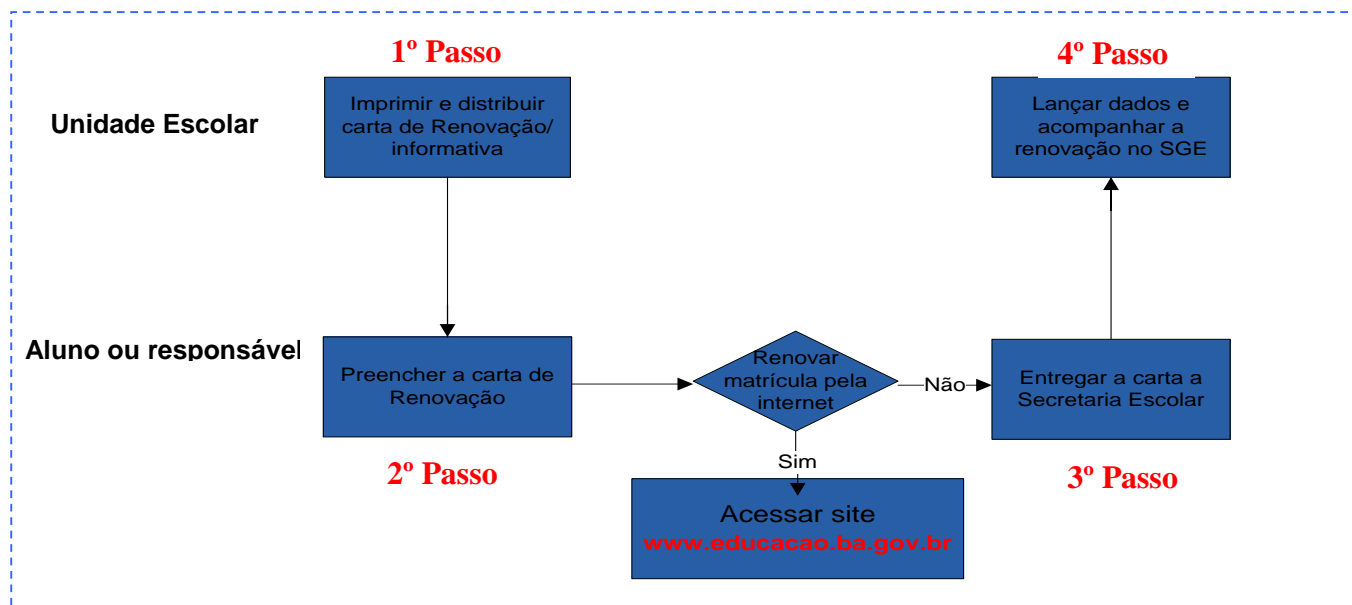 1º Passo
4º Passo
Unidade Escolar
Imprimir e distribuir
carta de Renovação/
informativa
Lançar dados e
acompanhar a
renovação no SGE
Aluno ou responsável
Preencher a carta de
Renovação
Renovar
matrícula pela
internet
Não
Entregar a carta a
Secretaria Escolar
2º Passo
Sim
3º Passo
Acessar site
www.educacao.ba.gov.br